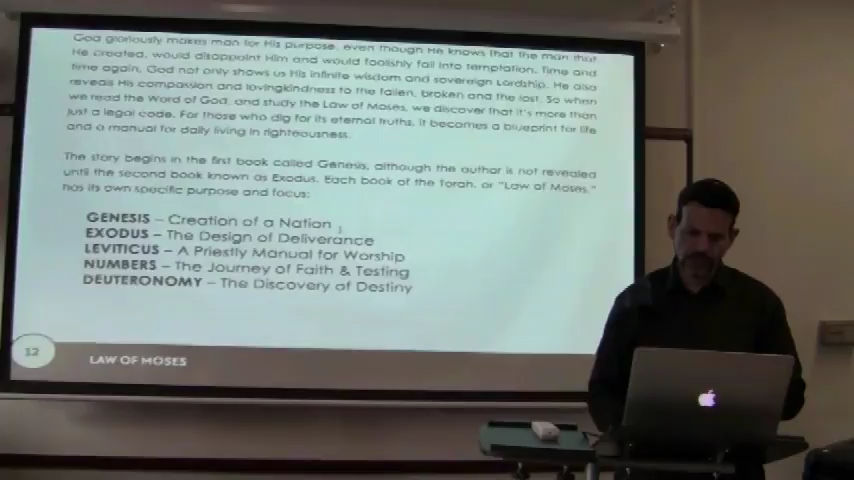 God gloriously makes man for His purpose, even though He knows that the man that
He created, would disappoint Him and would foolishly fall into temptation. Time and
time again, God not only shows us His infinite wisdom and sovereign Lordship. He also
reveals His compassion and lovingkindness to the fallen, broken and the lost. So when
we read the Word of God, and study the Law of Moses, we discover that it's more than
just a legal code. For those who dig for its eternal truths, it becomes a blueprint for life
and a manual for daily living in righteousness.
The story begins in the first book called Genesis, although the author is not revealed
until the second book known as Exodus. Each book of the Torah, or "Law of Moses,"
has its own specific purpose and focus:
GENESIS – Creation of a Nation
EXODUS – The Design of Deliverance
LEVITICUS – A Priestly Manual for Worship
NUMBERS – The Journey of Faith & Testing
DEUTERONOMY – The Discovery of Destiny
12
LAW OF MOSES